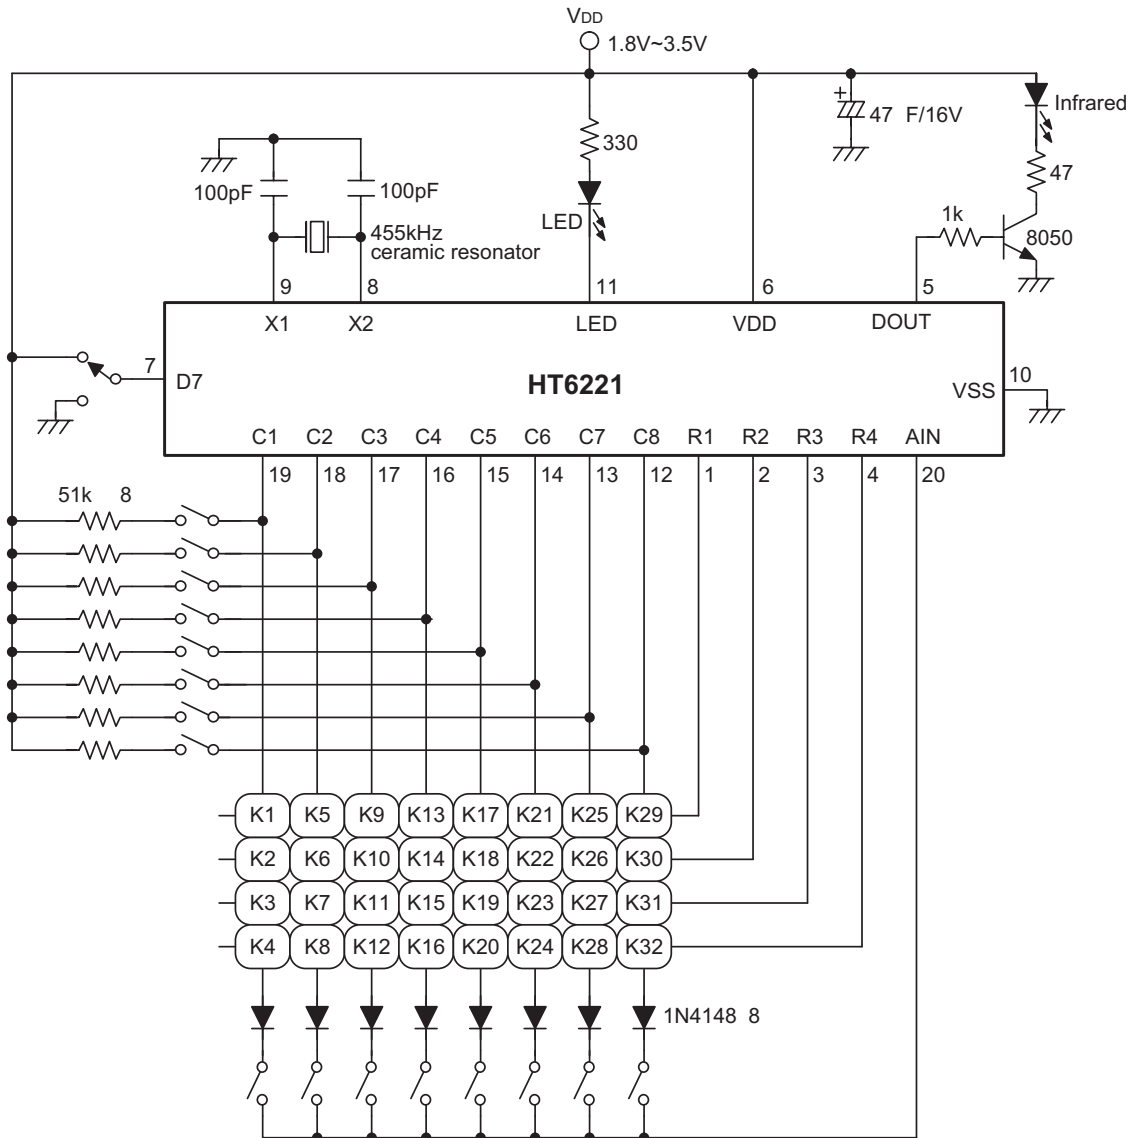 VDD
1.8V~3.5V
Infrared
47 F/16V
330
47
100pF
100pF
LED
1k
8050
455kHz
ceramic resonator
9
8
11
6
5
X1
X2
LED
VDD
DOUT
7
D7
HT6221
VSS
10
C1
C2
C3
C4
C5
C6
C7
C8
R1
R2
R3
R4
AIN
19
18
17
16
15
14
13
12
1
2
3
4
20
51k 8
K1
K5
K9
K13
K17
K21
K25
K29
K2
K6
K10
K14
K18
K22
K26
K30
K3
K7
K11
K15
K19
K23
K27
K31
K4
K8
K12
K16
K20
K24
K28
K32
1N4148 8